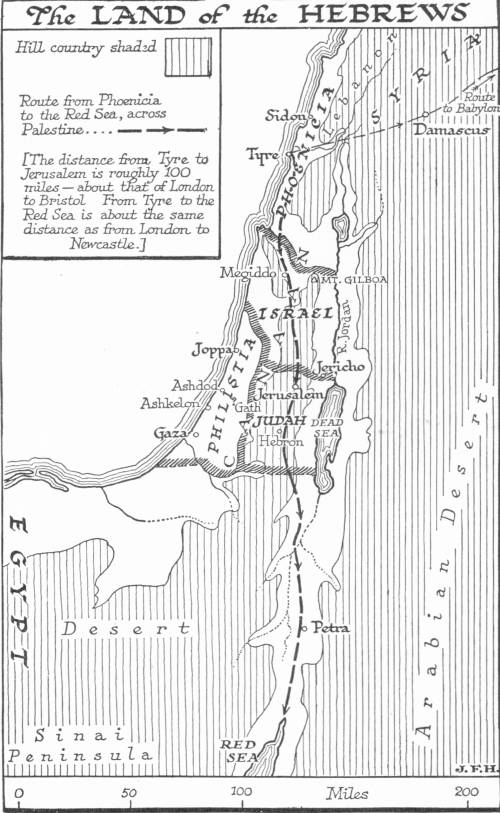 The LAND of the HEBREWS
Hill country shaded
Route from Phoenicia
to the Red Sea, across
Palestine....
[The distance from Tyre to
Jerusalem is roughly 100
miles — about that of London
to Bristol From Tyre to the
Red Sea is about the same
distance as from London to
Newcastle.]
SYRIA
Lebanon
Route
to Babylon
Damascus
Sidon
PHOENICIA
Tyre
Megiddo
MT. GILBOA
CANAAN
ISRAEL
R. Jordan
Joppa
Jericho
PHILISTIA
Ashdod
Jerusalem
Ashkelon
Gath
JUDAH
DEAD
SEA
Gaza
Hebron
EGYPT
Arabian Desert
Desert
Petra
Sinai
Peninsula
RED
SEA
J.F.H.
0 50 100 Miles 200